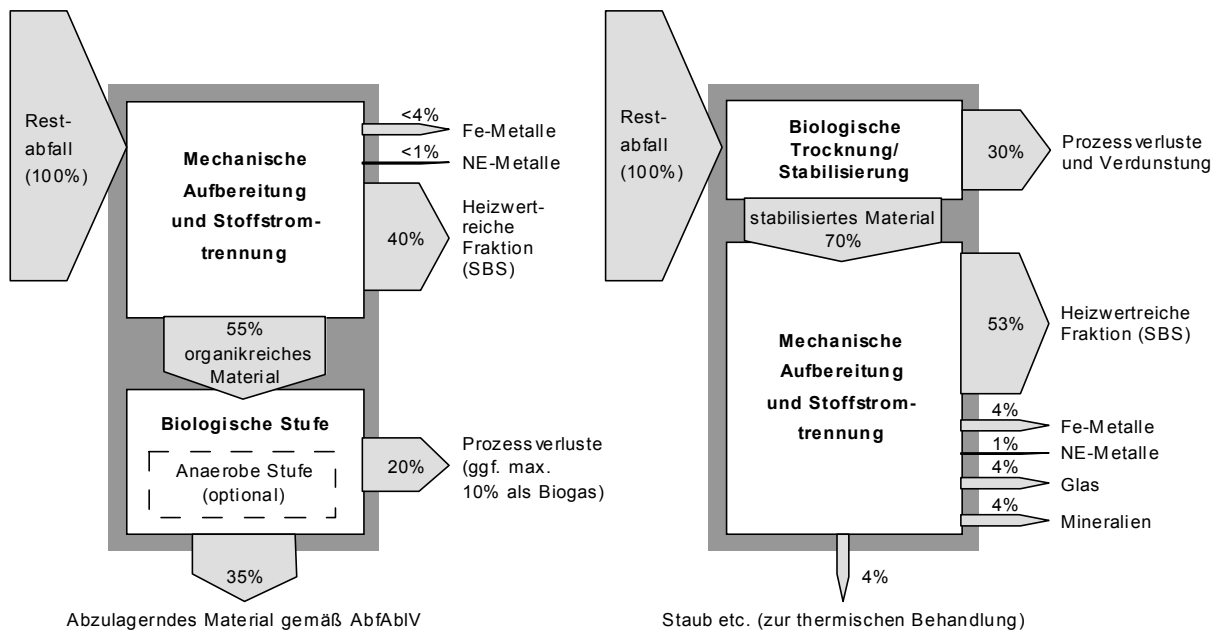 Rest-
abfall
(100%)
Mechanische
Aufbereitung
und Stoffstrom-
trennung
<4%
Fe-Metalle
<1%
NE-Metalle
40%
Heizwert-
reiche
Fraktion
(SBS)
55%
organikreiches
Material
Biologische Stufe
Anaerobe Stufe
(optional)
20%
Prozessverluste
(ggf. max.
10% als Biogas)
35%
Abzulagerndes Material gemäß AbfAblV
Rest-
abfall
(100%)
Biologische
Trocknung/
Stabilisierung
30%
Prozessverluste
und Verdunstung
stabilisiertes Material
70%
Mechanische
Aufbereitung
und Stoffstrom-
trennung
53%
Heizwertreiche
Fraktion (SBS)
4%
Fe-Metalle
1%
NE-Metalle
4%
Glas
4%
Mineralien
4%
Staub etc. (zur thermischen Behandlung)